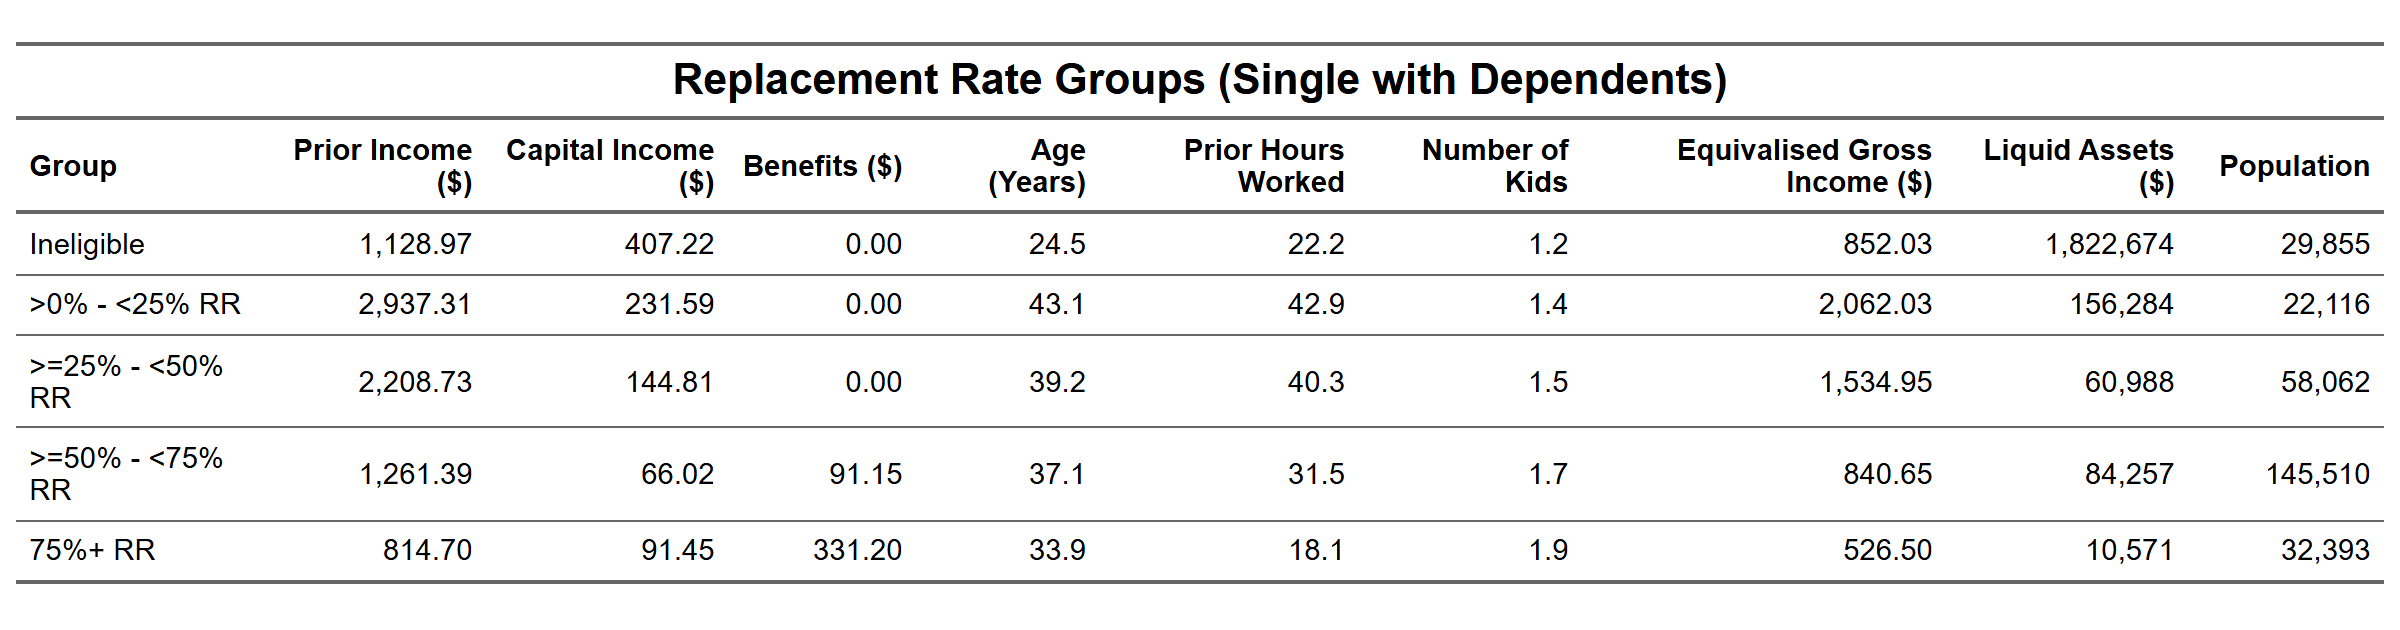 Replacement Rate Groups (Single with Dependents)
Group Prior Income ($) Capital Income ($) Benefits ($) Age (Years) Prior Hours Worked Number of Kids Equivalised Gross Income ($) Liquid Assets ($) Population
Ineligible 1,128.97 407.22 0.00 24.5 22.2 1.2 852.03 1,822,674 29,855
>0% - <25% RR 2,937.31 231.59 0.00 43.1 42.9 1.4 2,062.03 156,284 22,116
>=25% - <50% RR 2,208.73 144.81 0.00 39.2 40.3 1.5 1,534.95 60,988 58,062
>=50% - <75% RR 1,261.39 66.02 91.15 37.1 31.5 1.7 840.65 84,257 145,510
75%+ RR 814.70 91.45 331.20 33.9 18.1 1.9 526.50 10,571 32,393